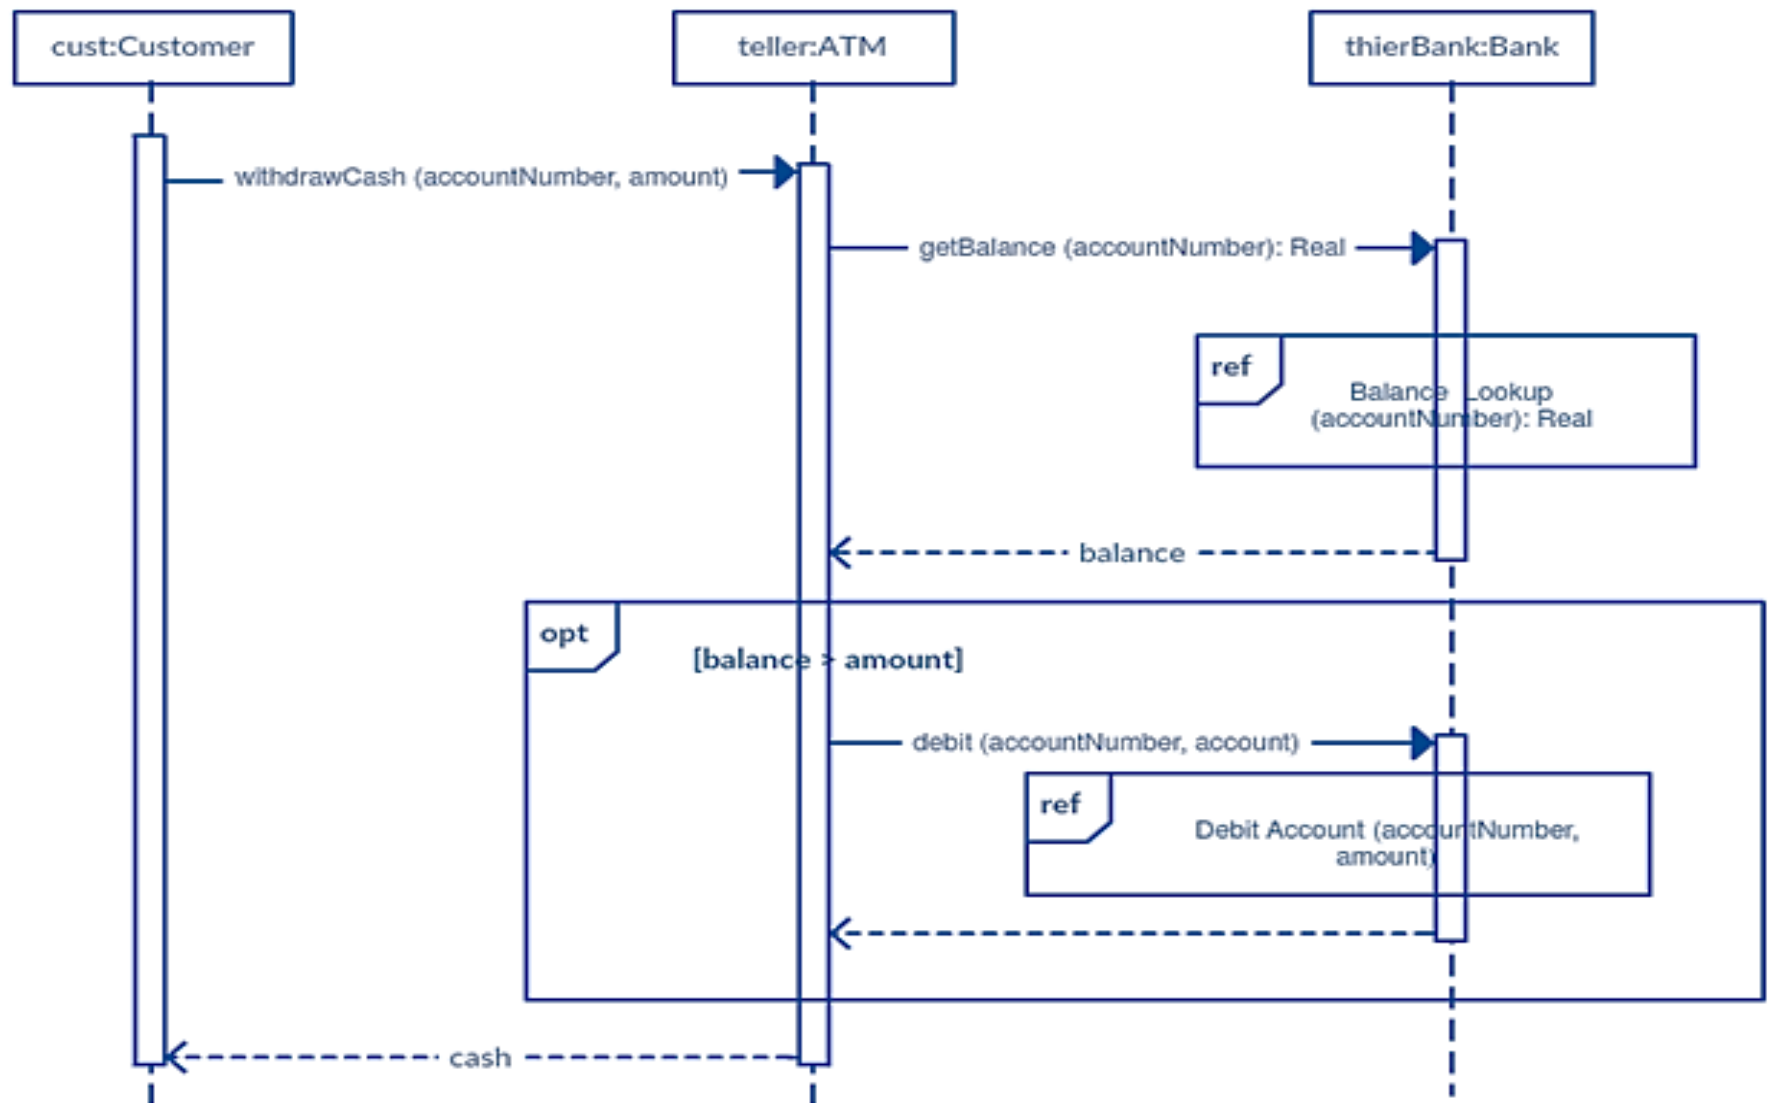 cust:Customer
teller:ATM
thierBank:Bank
withdrawCash (accountNumber, amount)
getBalance (accountNumber): Real
ref
Balance Lookup
(accountNumber): Real
balance
opt
[balance > amount]
debit (accountNumber, account)
ref
Debit Account (accountNumber,
amount)
cash